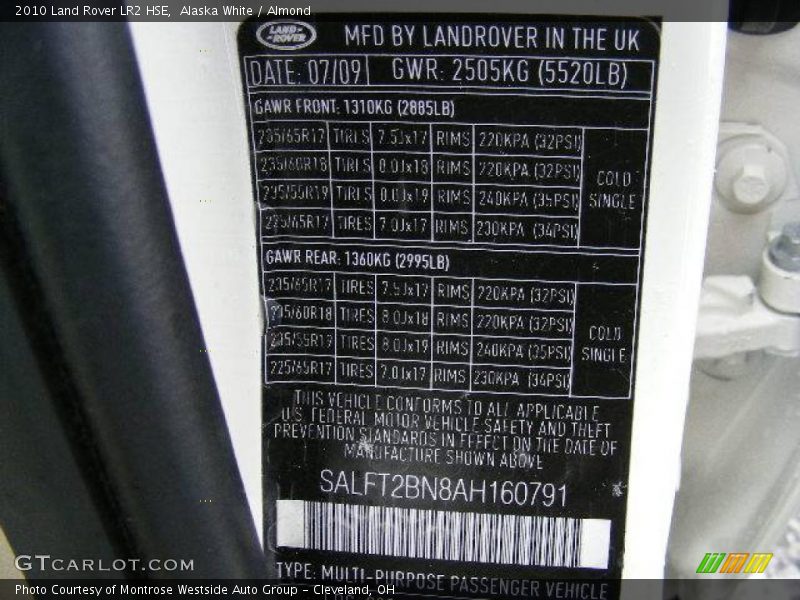 2010 Land Rover LR2 HSE,  Alaska White / Almond
LAND-
-ROVER
MFD BY LANDROVER IN THE UK
DATE: 07/09 GWR: 2505KG (5520LB)
GAWR FRONT: 1310KG (2885LB)
235/65R17 TIRES 7.5Jx17 RIMS 220KPA (32PSI)
235/60R18 TIRES 8.0Jx18 RIMS 220KPA (32PSI)
235/55R19 TIRES 8.0Jx19 RIMS 240KPA (35PSI)
225/65R17 TIRES 7.0Jx17 RIMS 230KPA (34PSI)
COLD
SINGLE
GAWR REAR: 1360KG (2995LB)
235/65R17 TIRES 7.5Jx17 RIMS 220KPA (32PSI)
235/60R18 TIRES 8.0Jx18 RIMS 220KPA (32PSI)
235/55R19 TIRES 8.0Jx19 RIMS 240KPA (35PSI)
225/65R17 TIRES 7.0Jx17 RIMS 230KPA (34PSI)
COLD
SINGLE
THIS VEHICLE CONFORMS TO ALL APPLICABLE
U.S. FEDERAL MOTOR VEHICLE SAFETY AND THEFT
PREVENTION STANDARDS IN EFFECT ON THE DATE OF
MANUFACTURE SHOWN ABOVE
SALFT2BN8AH160791
TYPE: MULTI-PURPOSE PASSENGER VEHICLE
GTCARLOT.COM
Photo Courtesy of Montrose Westside Auto Group - Cleveland, OH